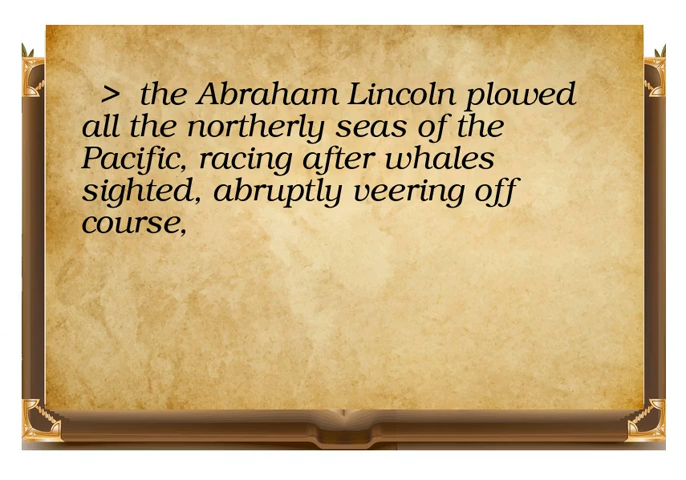 > the Abraham Lincoln plowed
all the northerly seas of the
Pacific, racing after whales
sighted, abruptly veering off
course,